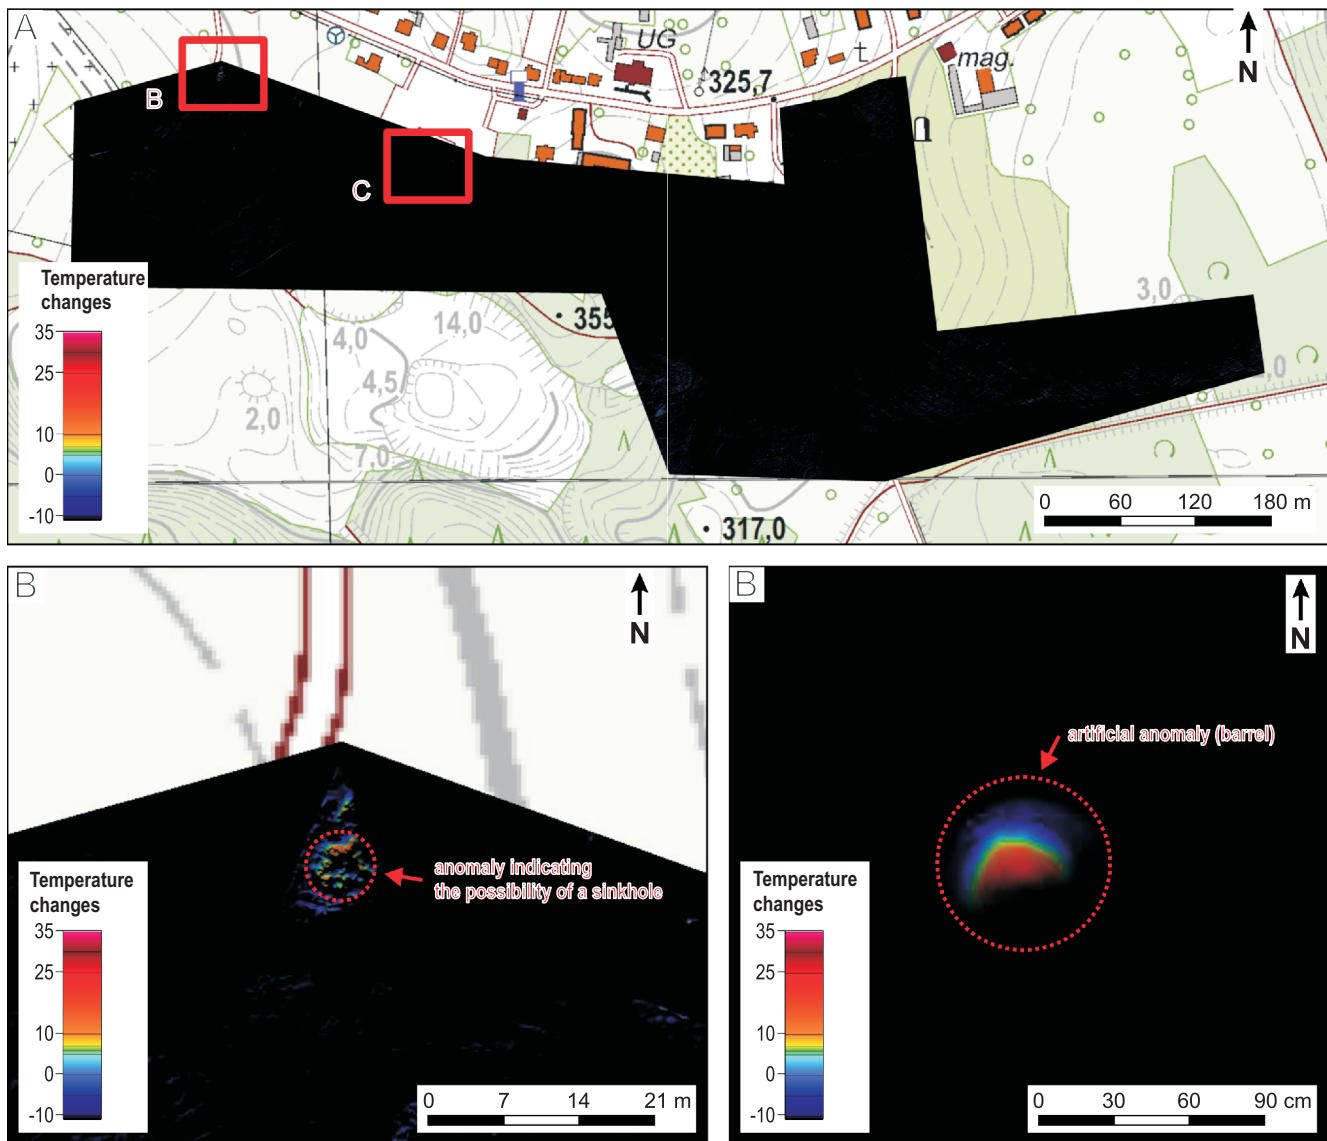 A
UG
mag.
t
325,7
N
B
C
Temperature
changes
35
25
10
0
-10
4,0
14,0
4,5
2,0
7,0
355
3,0
,0
317,0
0 60 120 180 m
B
N
anomaly indicating
the possibility of a sinkhole
Temperature
changes
35
25
10
0
-10
0 7 14 21 m
B
N
artificial anomaly (barrel)
Temperature
changes
35
25
10
0
-10
0 30 60 90 cm